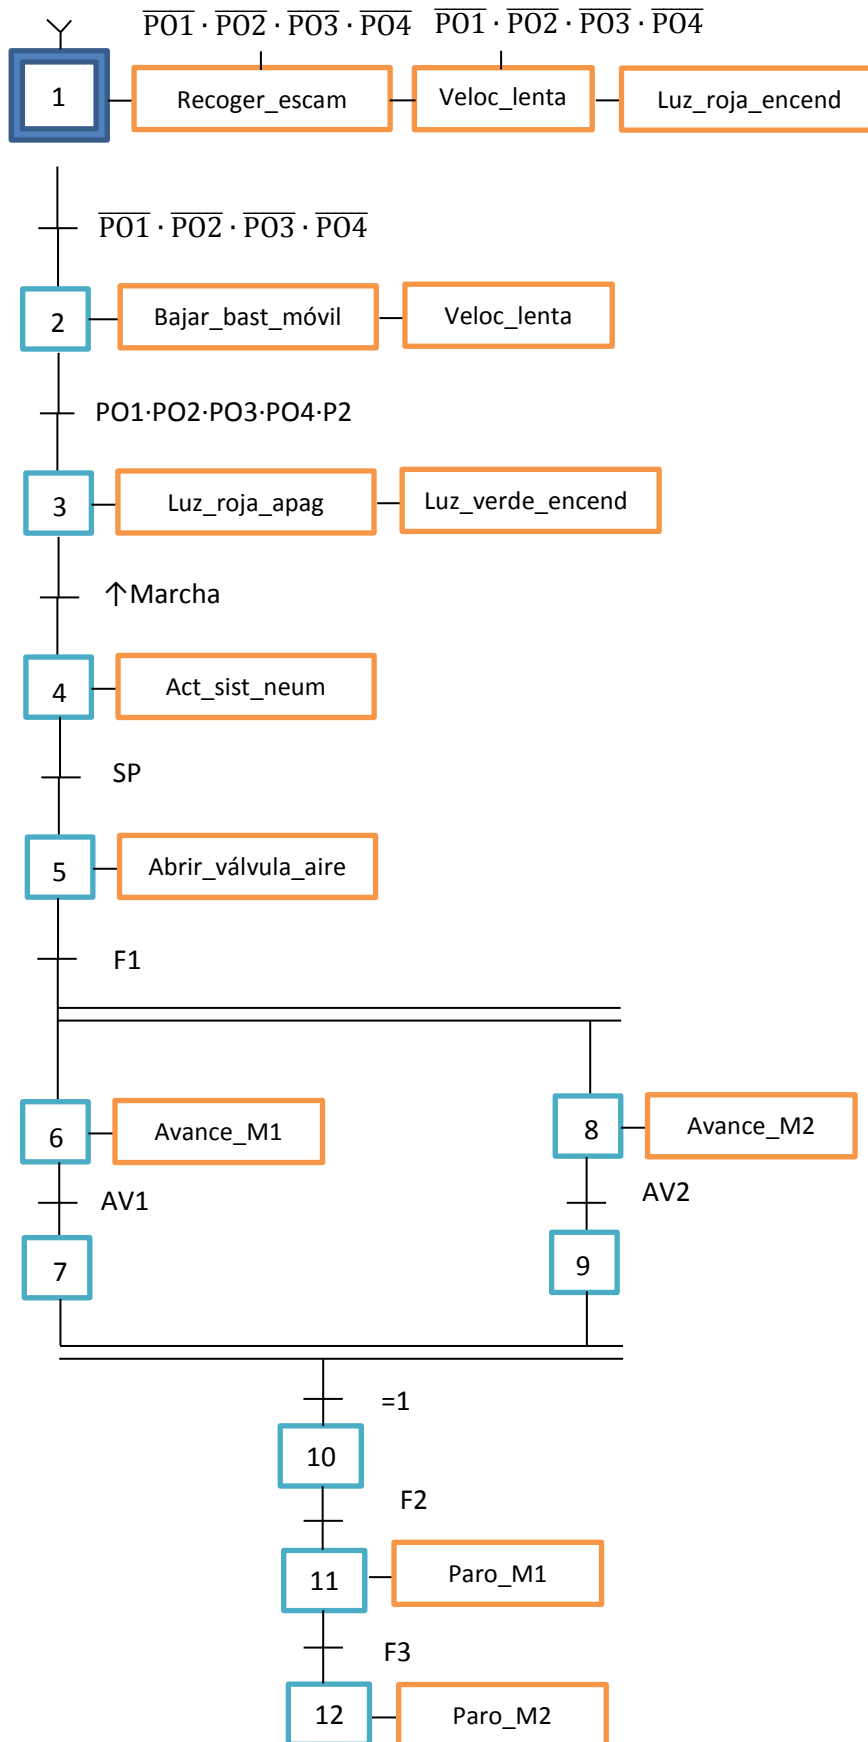 P̅O̅1̅ · P̅O̅2̅ · P̅O̅3̅ · P̅O̅4̅ P̅O̅1̅ · P̅O̅2̅ · P̅O̅3̅ · P̅O̅4̅
1 Recoger_escam Veloc_lenta Luz_roja_encend
P̅O̅1̅ · P̅O̅2̅ · P̅O̅3̅ · P̅O̅4̅
2 Bajar_bast_móvil Veloc_lenta
PO1·PO2·PO3·PO4·P2
3 Luz_roja_apag Luz_verde_encend
↑Marcha
4 Act_sist_neum
SP
5 Abrir_válvula_aire
F1
6 Avance_M1 8 Avance_M2
AV1 AV2
7 9
=1
10
F2
11 Paro_M1
F3
12 Paro_M2